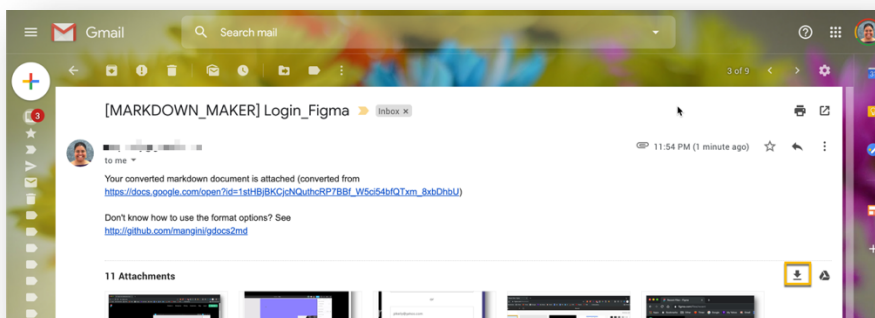 Gmail
Search mail
3 of 9
3
[MARKDOWN_MAKER] Login_Figma
Inbox ×
11:54 PM (1 minute ago)
to me
Your converted markdown document is attached (converted from
https://docs.google.com/open?id=1stHBjBKCjcNQuthcRP7BBf_W5ci54bfQTxm_8xbDhbU)
Don't know how to use the format options? See
http://github.com/mangini/gdocs2md
11 Attachments